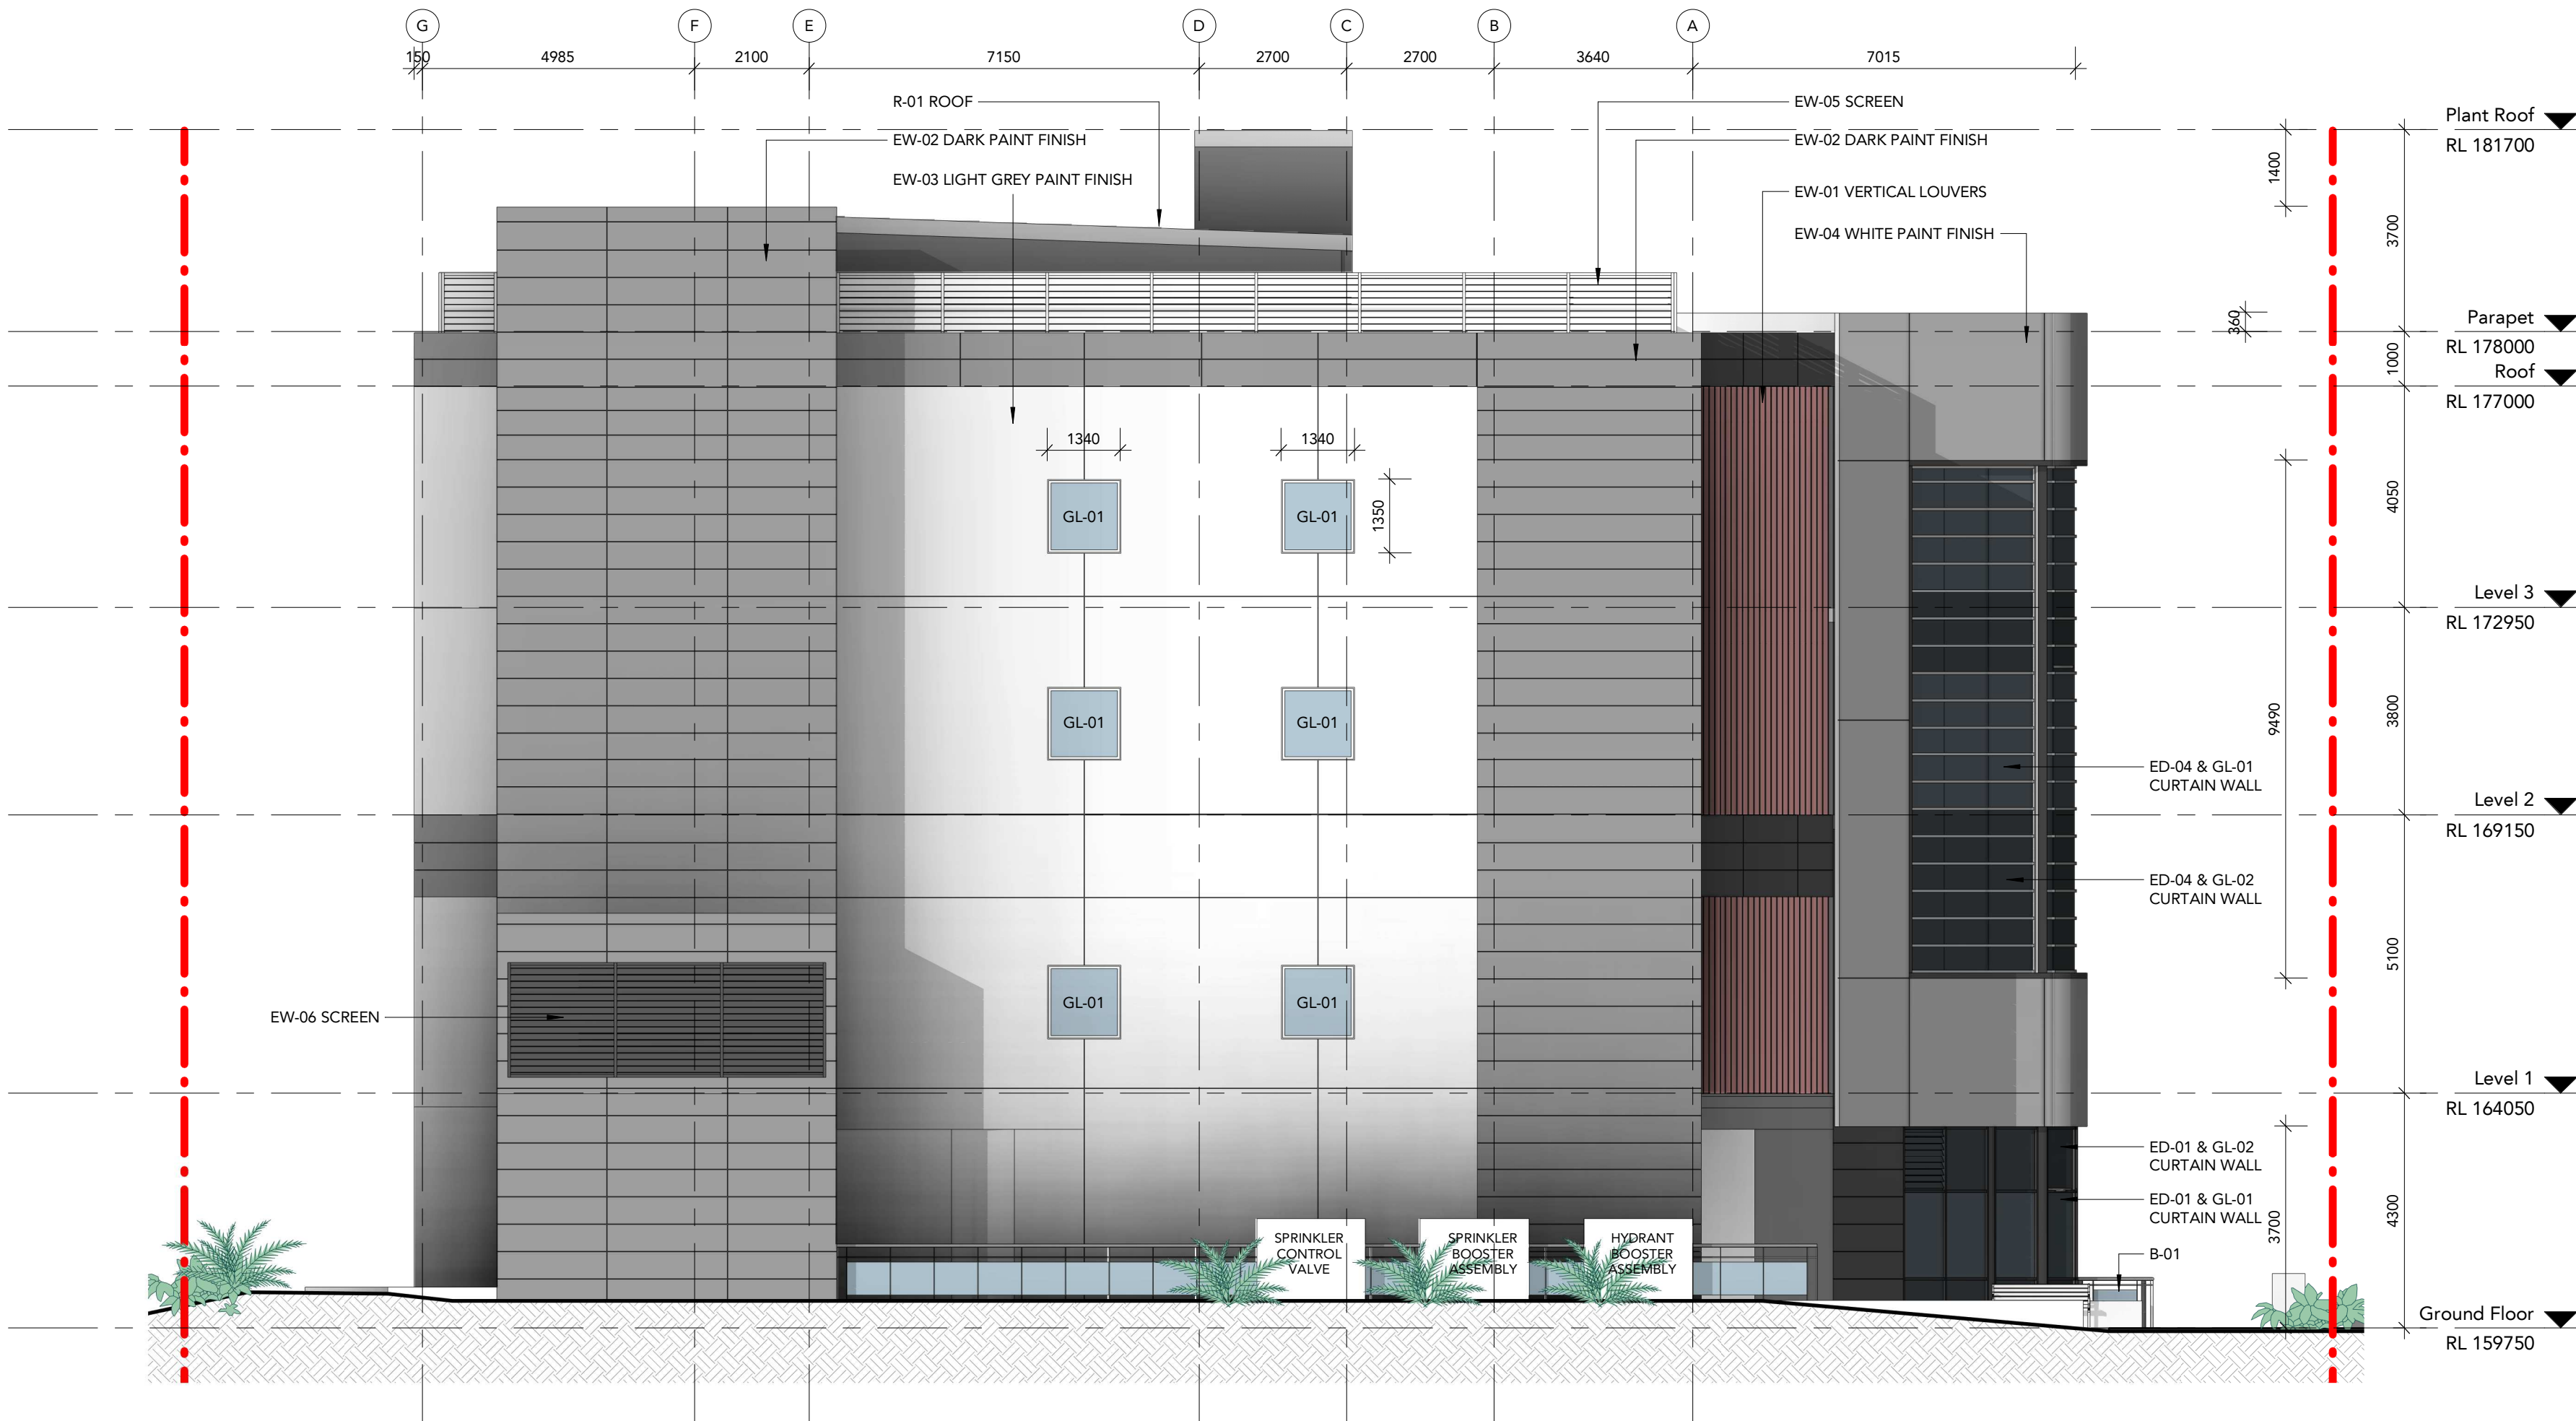 G F E D C B A
150 4985 2100 7150 2700 2700 3640 7015
R-01 ROOF
EW-02 DARK PAINT FINISH
EW-03 LIGHT GREY PAINT FINISH
EW-05 SCREEN
EW-02 DARK PAINT FINISH
EW-01 VERTICAL LOUVERS
EW-04 WHITE PAINT FINISH
Plant Roof
RL 181700
1400
3700
360
Parapet
RL 178000
1000
Roof
RL 177000
1340 1340
1350
GL-01 GL-01
4050
Level 3
RL 172950
GL-01 GL-01
9490
3800
ED-04 & GL-01
CURTAIN WALL
Level 2
RL 169150
ED-04 & GL-02
CURTAIN WALL
5100
GL-01 GL-01
EW-06 SCREEN
Level 1
RL 164050
ED-01 & GL-02
CURTAIN WALL
ED-01 & GL-01
CURTAIN WALL
3700
4300
SPRINKLER
CONTROL
VALVE
SPRINKLER
BOOSTER
ASSEMBLY
HYDRANT
BOOSTER
ASSEMBLY
B-01
Ground Floor
RL 159750